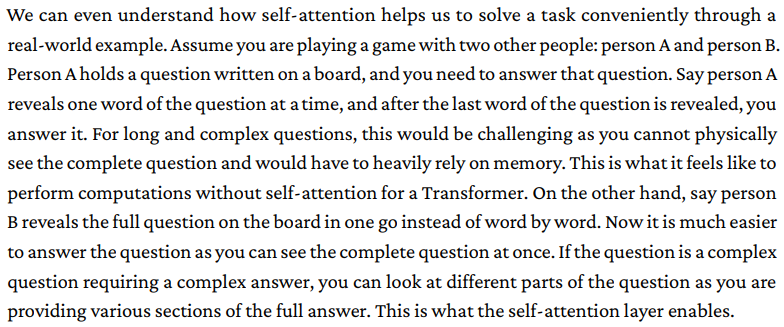 We can even understand how self-attention helps us to solve a task conveniently through a
real-world example. Assume you are playing a game with two other people: person A and person B.
Person A holds a question written on a board, and you need to answer that question. Say person A
reveals one word of the question at a time, and after the last word of the question is revealed, you
answer it. For long and complex questions, this would be challenging as you cannot physically
see the complete question and would have to heavily rely on memory. This is what it feels like to
perform computations without self-attention for a Transformer. On the other hand, say person
B reveals the full question on the board in one go instead of word by word. Now it is much easier
to answer the question as you can see the complete question at once. If the question is a complex
question requiring a complex answer, you can look at different parts of the question as you are
providing various sections of the full answer. This is what the self-attention layer enables.